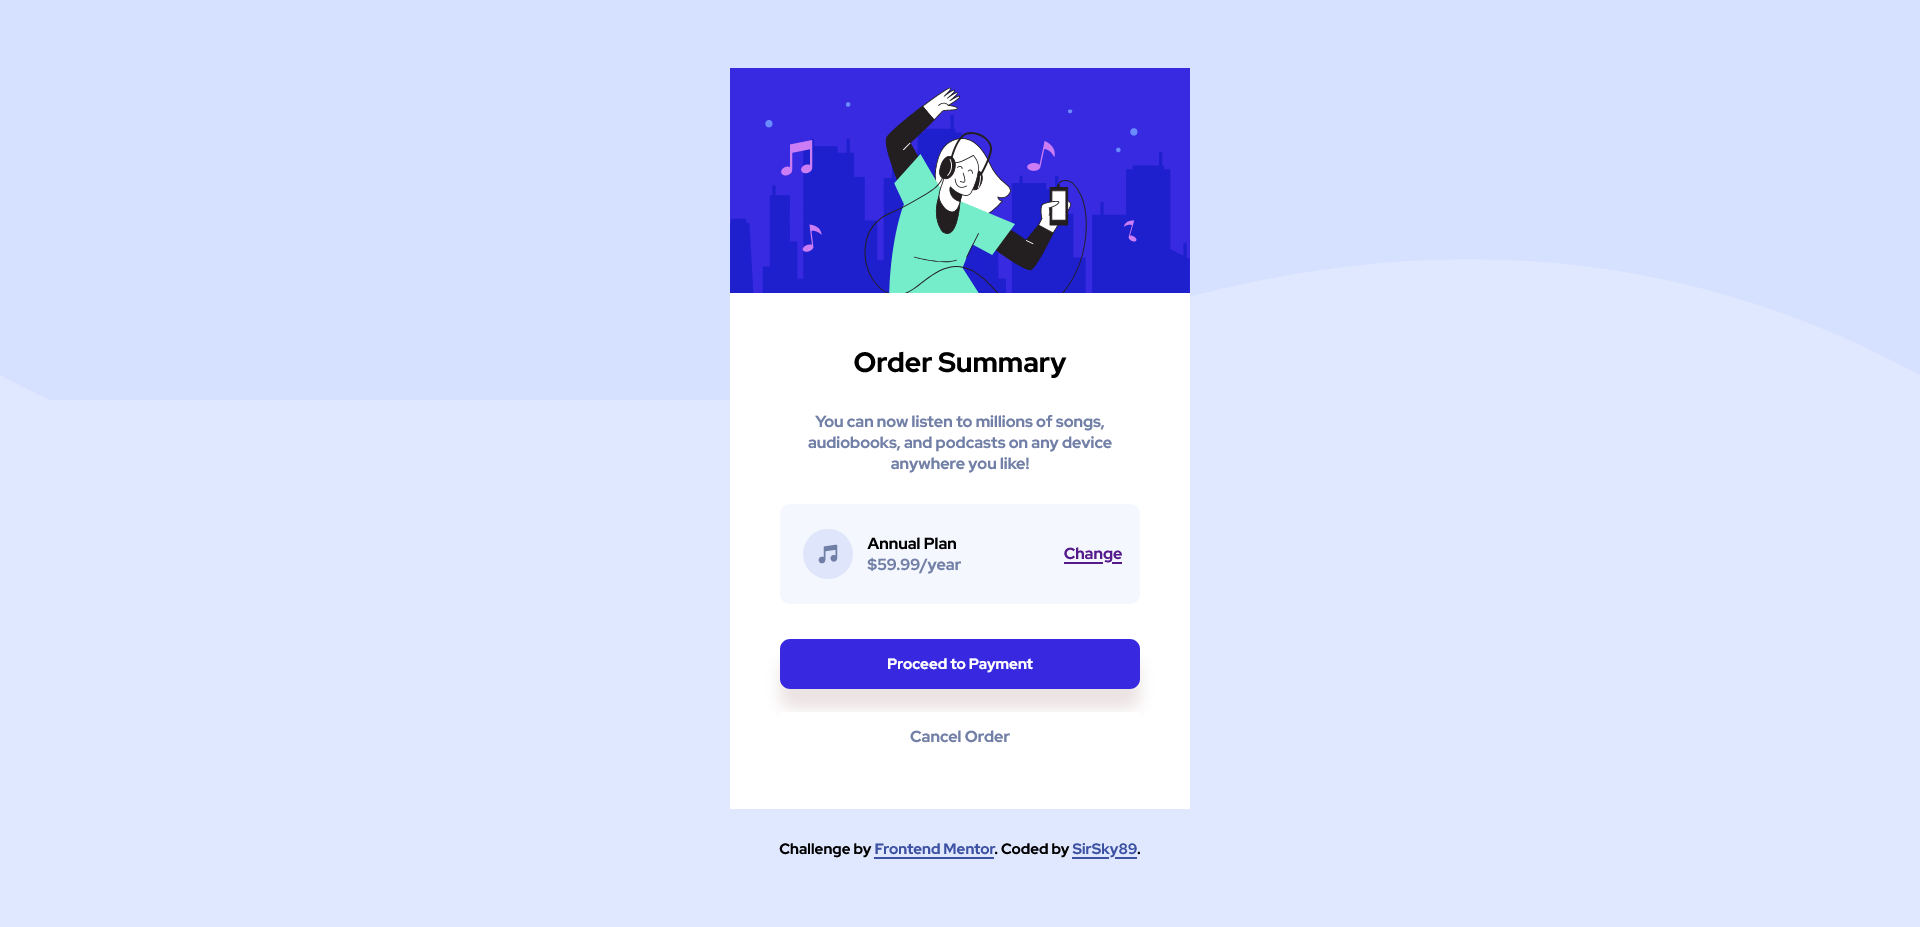 Order Summary
You can now listen to millions of songs,
audiobooks, and podcasts on any device
anywhere you like!
Annual Plan
$59.99/year
Change
Proceed to Payment
Cancel Order
Challenge by Frontend Mentor. Coded by SirSky89.